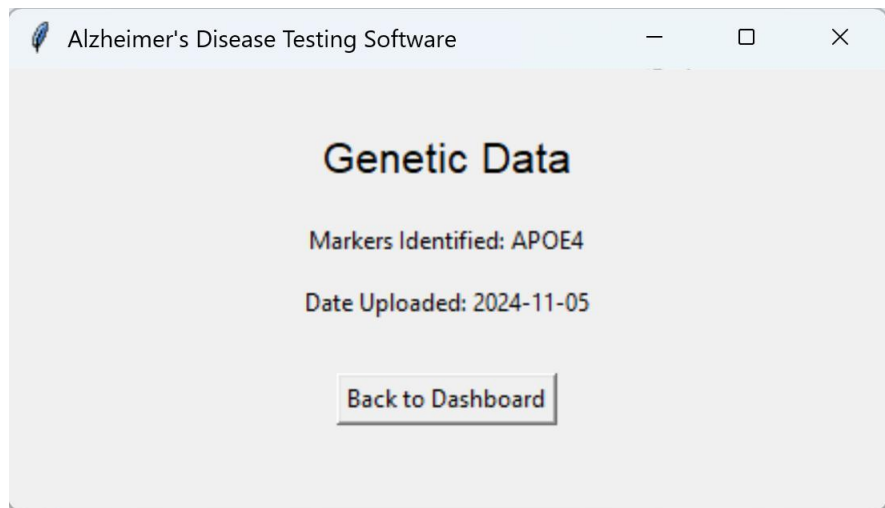 Alzheimer's Disease Testing Software
Genetic Data
Markers Identified: APOE4
Date Uploaded: 2024-11-05
Back to Dashboard